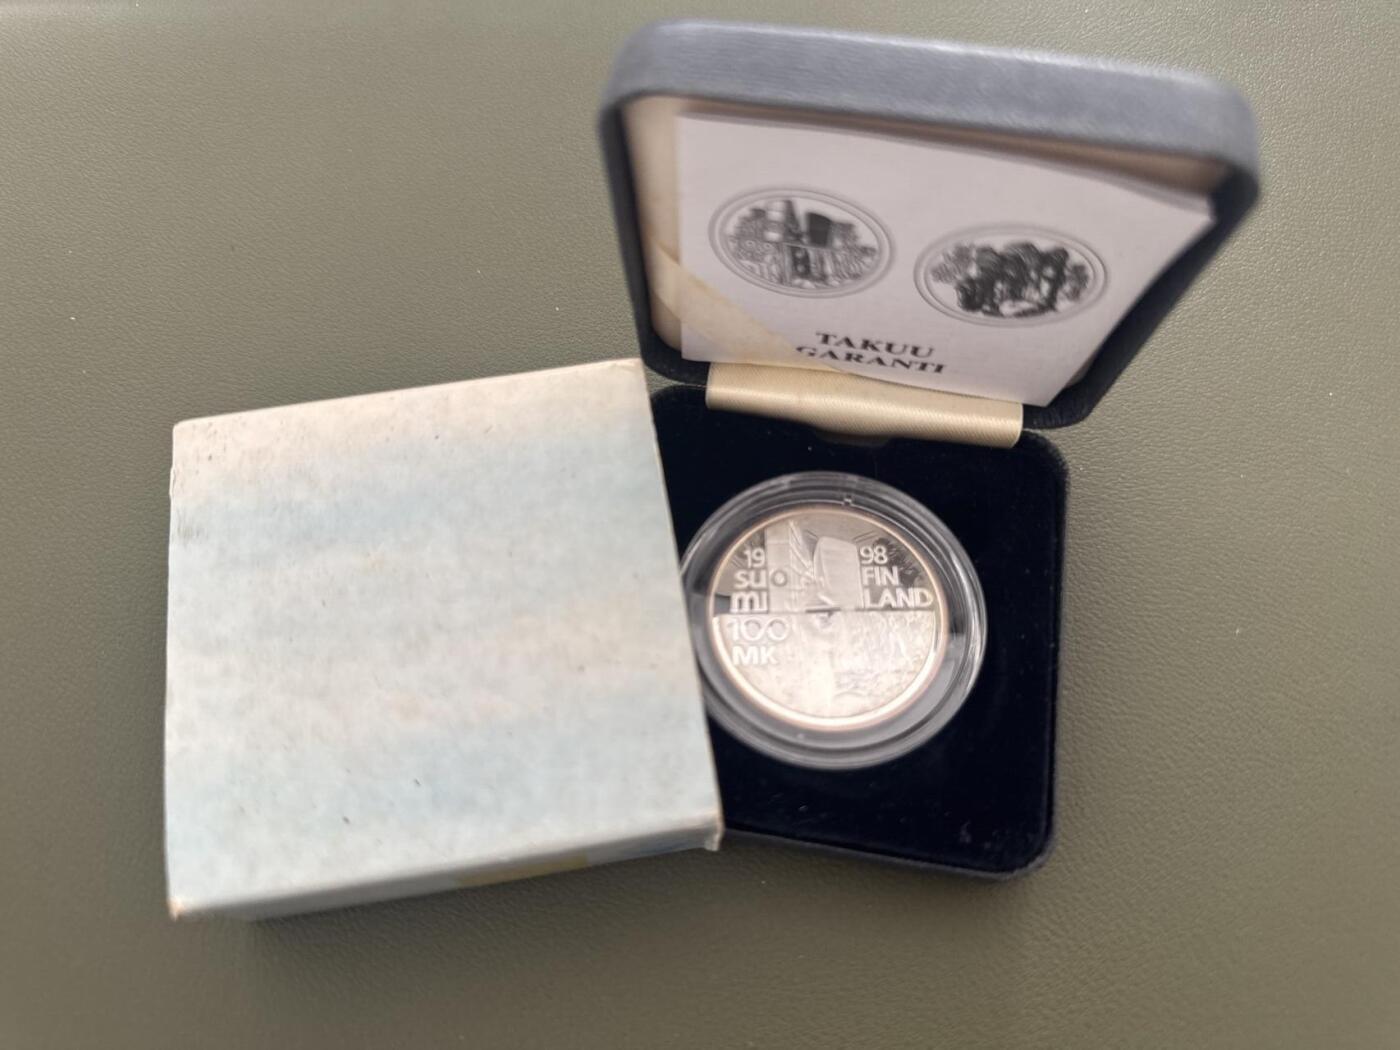 TAKUU
GARANTI
19 98
SUO FIN
MI LAND
100
MK